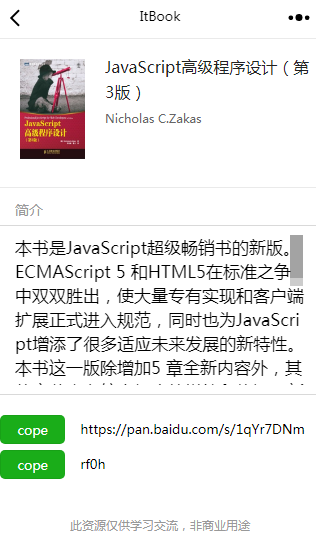 ItBook
JavaScript高级程序设计（第
3版）
Nicholas C.Zakas
JavaScript
高级程序设计
简介
本书是JavaScript超级畅销书的新版。
ECMAScript 5 和HTML5在标准之争
中双双胜出，使大量专有实现和客户端
扩展正式进入规范，同时也为JavaScri
pt增添了很多适应未来发展的新特性。
本书这一版除增加5 章全新内容外，其
cope
https://pan.baidu.com/s/1qYr7DNm
cope
rf0h
此资源仅供学习交流，非商业用途